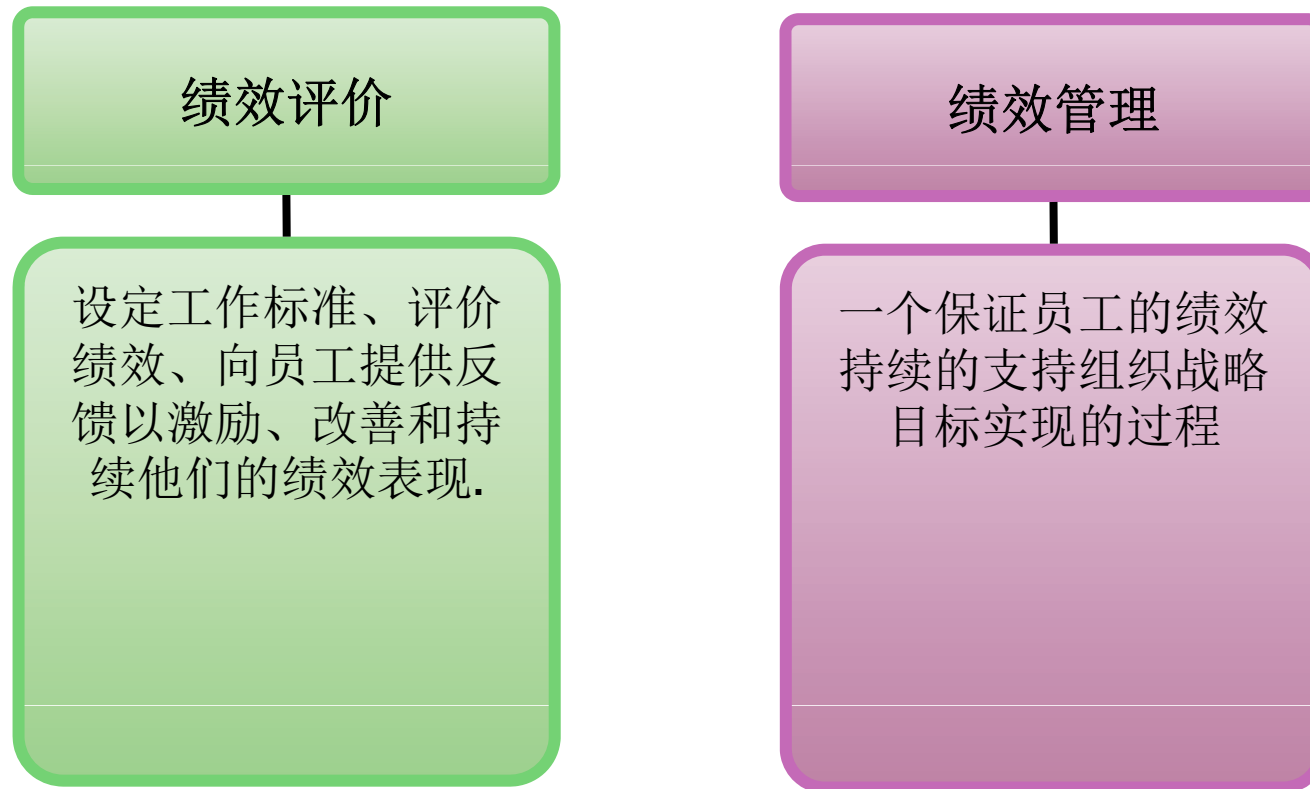 绩效评价
设定工作标准、评价
绩效、向员工提供反
馈以激励、改善和持
续他们的绩效表现.
绩效管理
一个保证员工的绩效
持续的支持组织战略
目标实现的过程